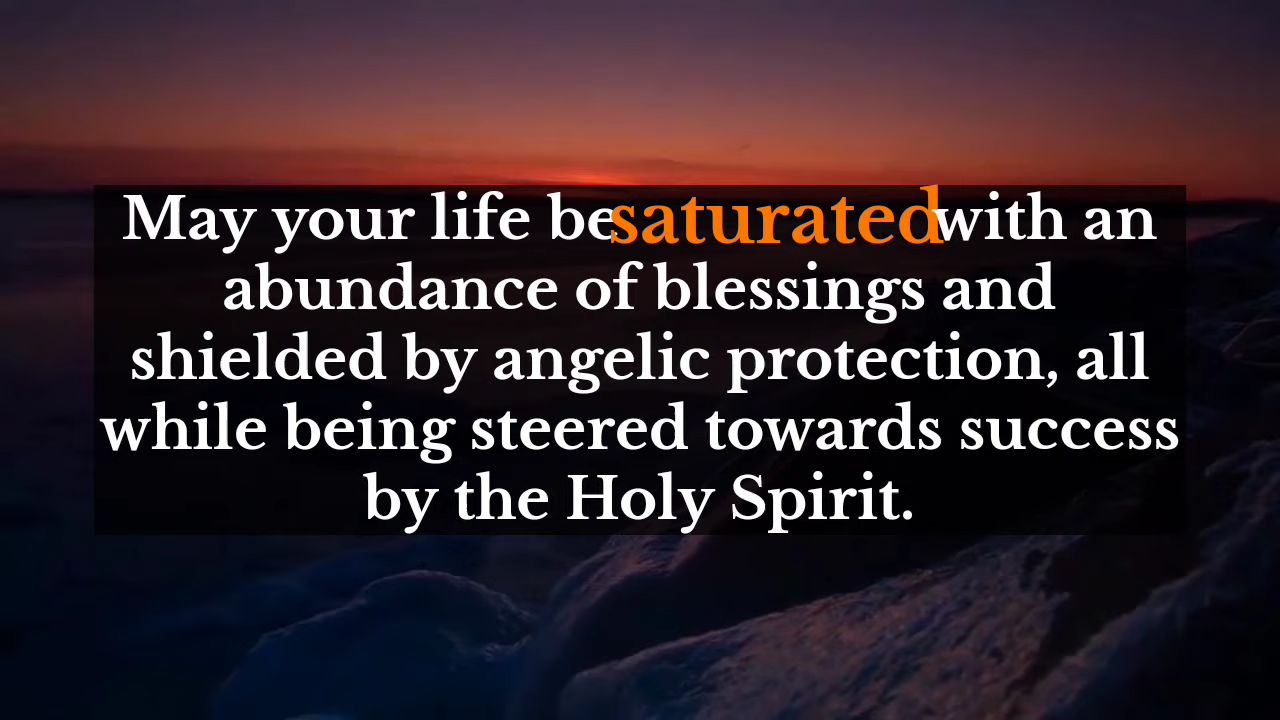 May your life be saturated with an
abundance of blessings and
shielded by angelic protection, all
while being steered towards success
by the Holy Spirit.